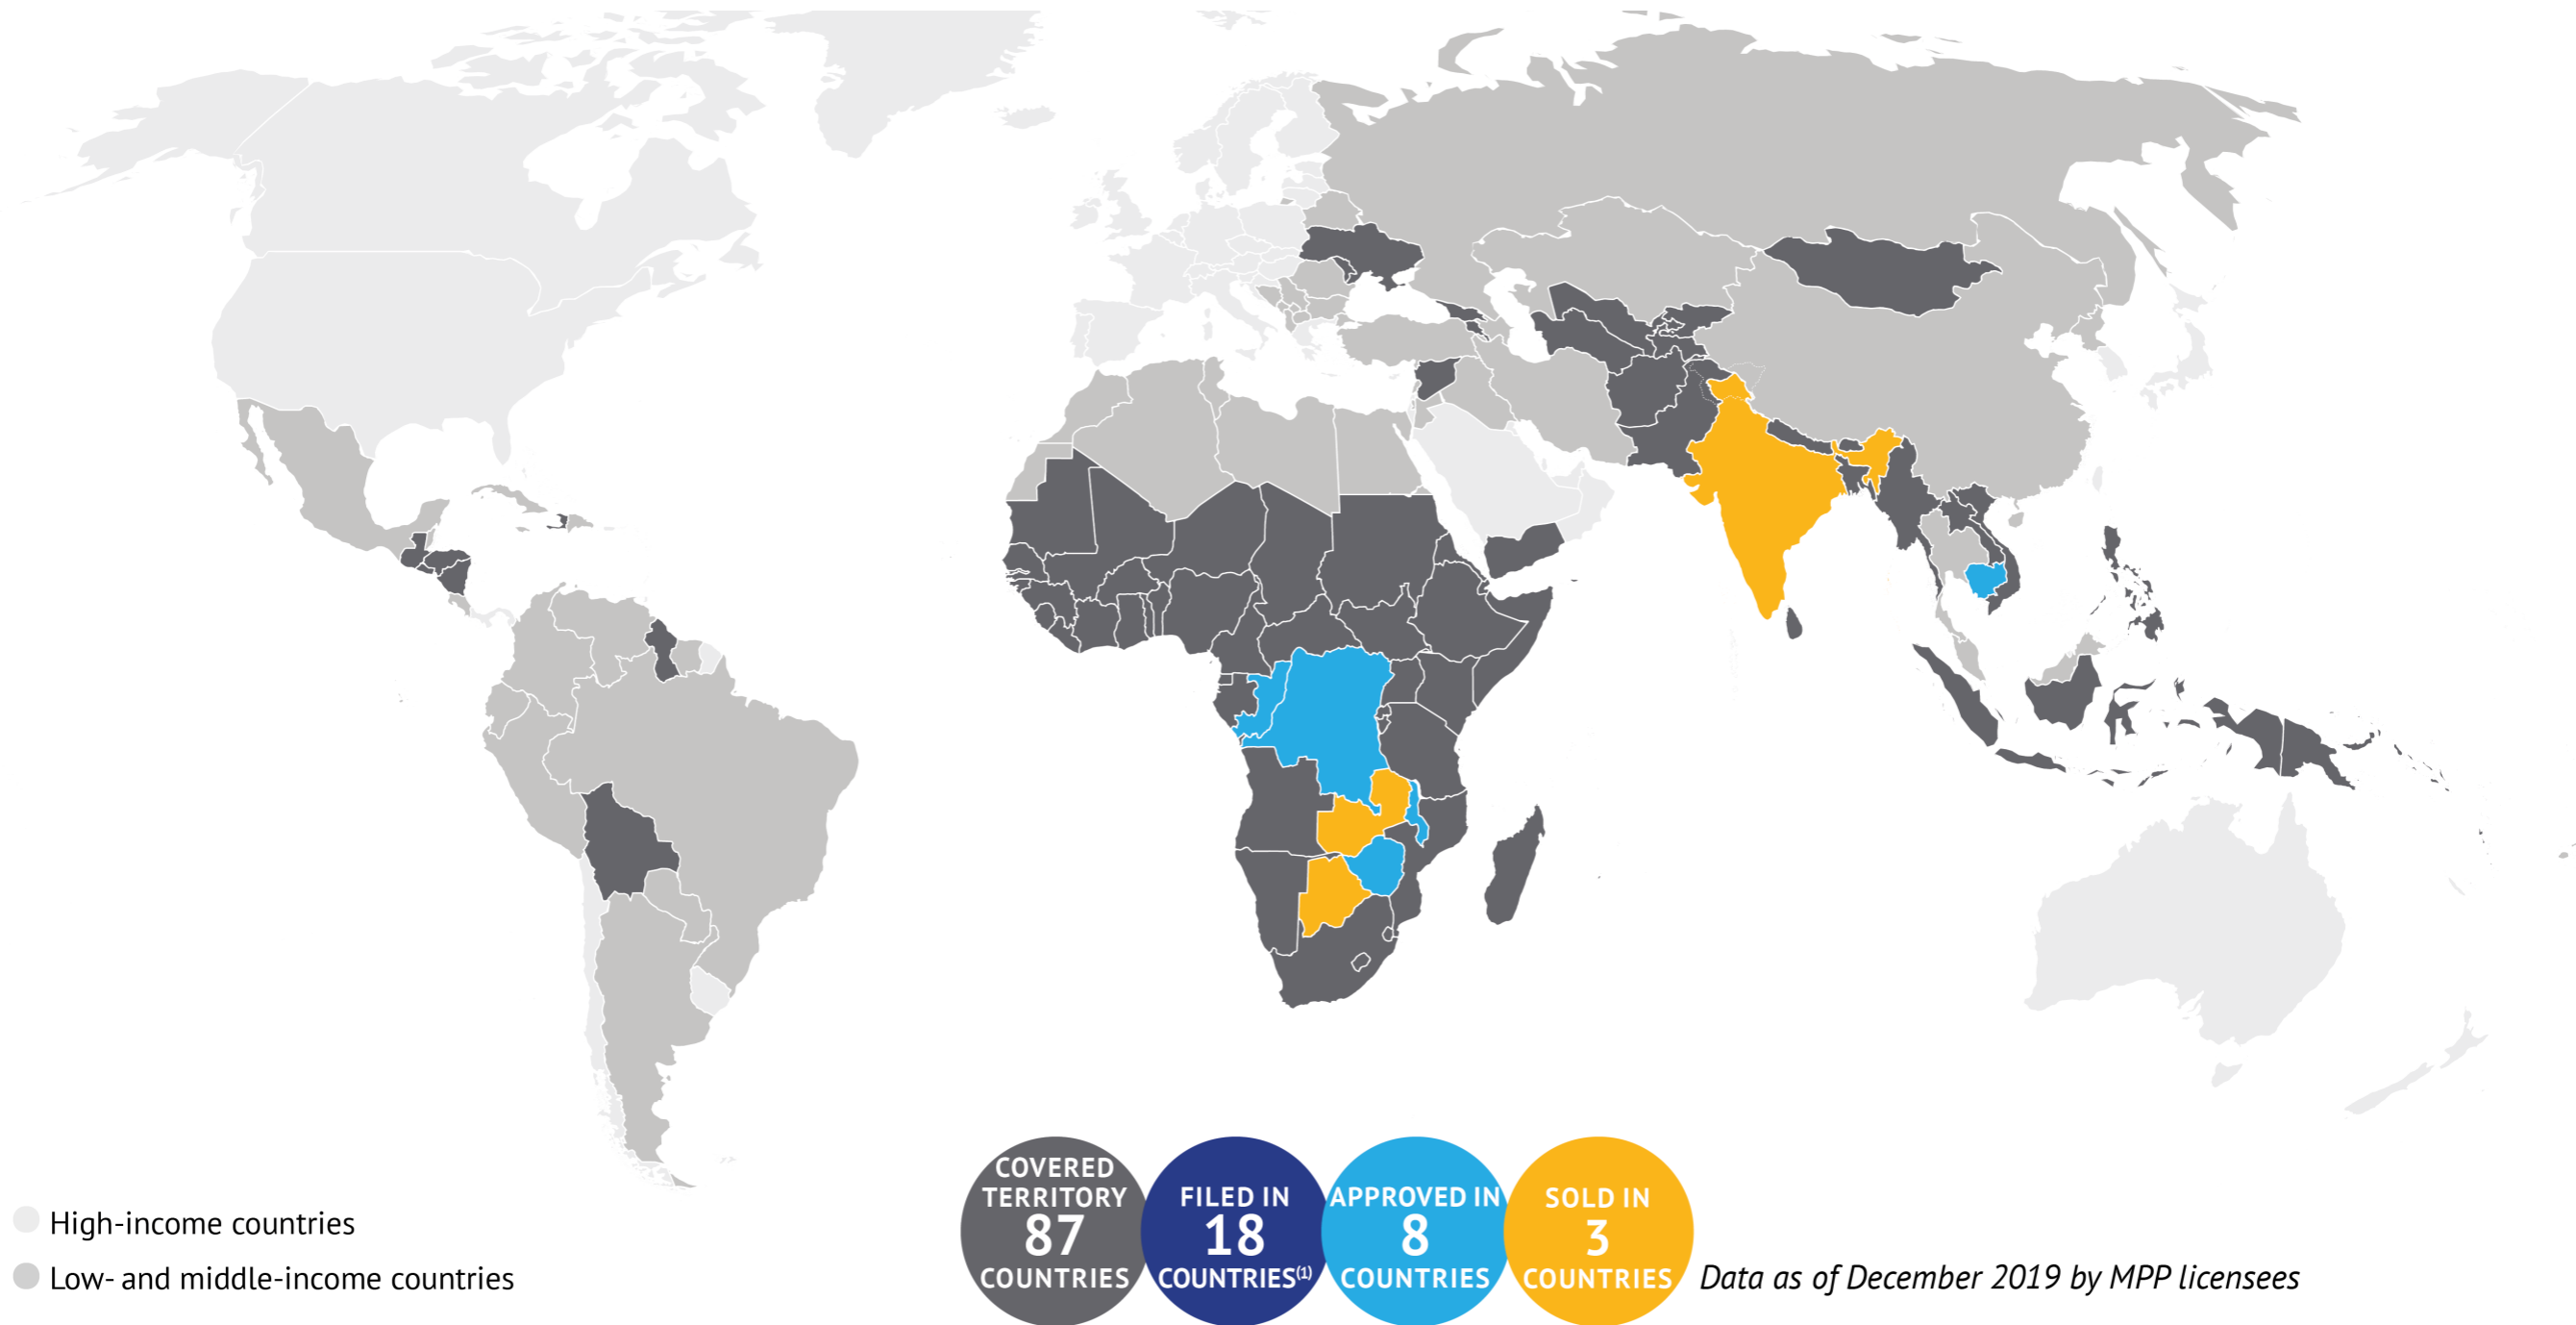 High-income countries
Low- and middle-income countries
COVERED
TERRITORY
87
COUNTRIES
FILED IN
18
COUNTRIES(1)
APPROVED IN
8
COUNTRIES
SOLD IN
3
COUNTRIES
Data as of December 2019 by MPP licensees